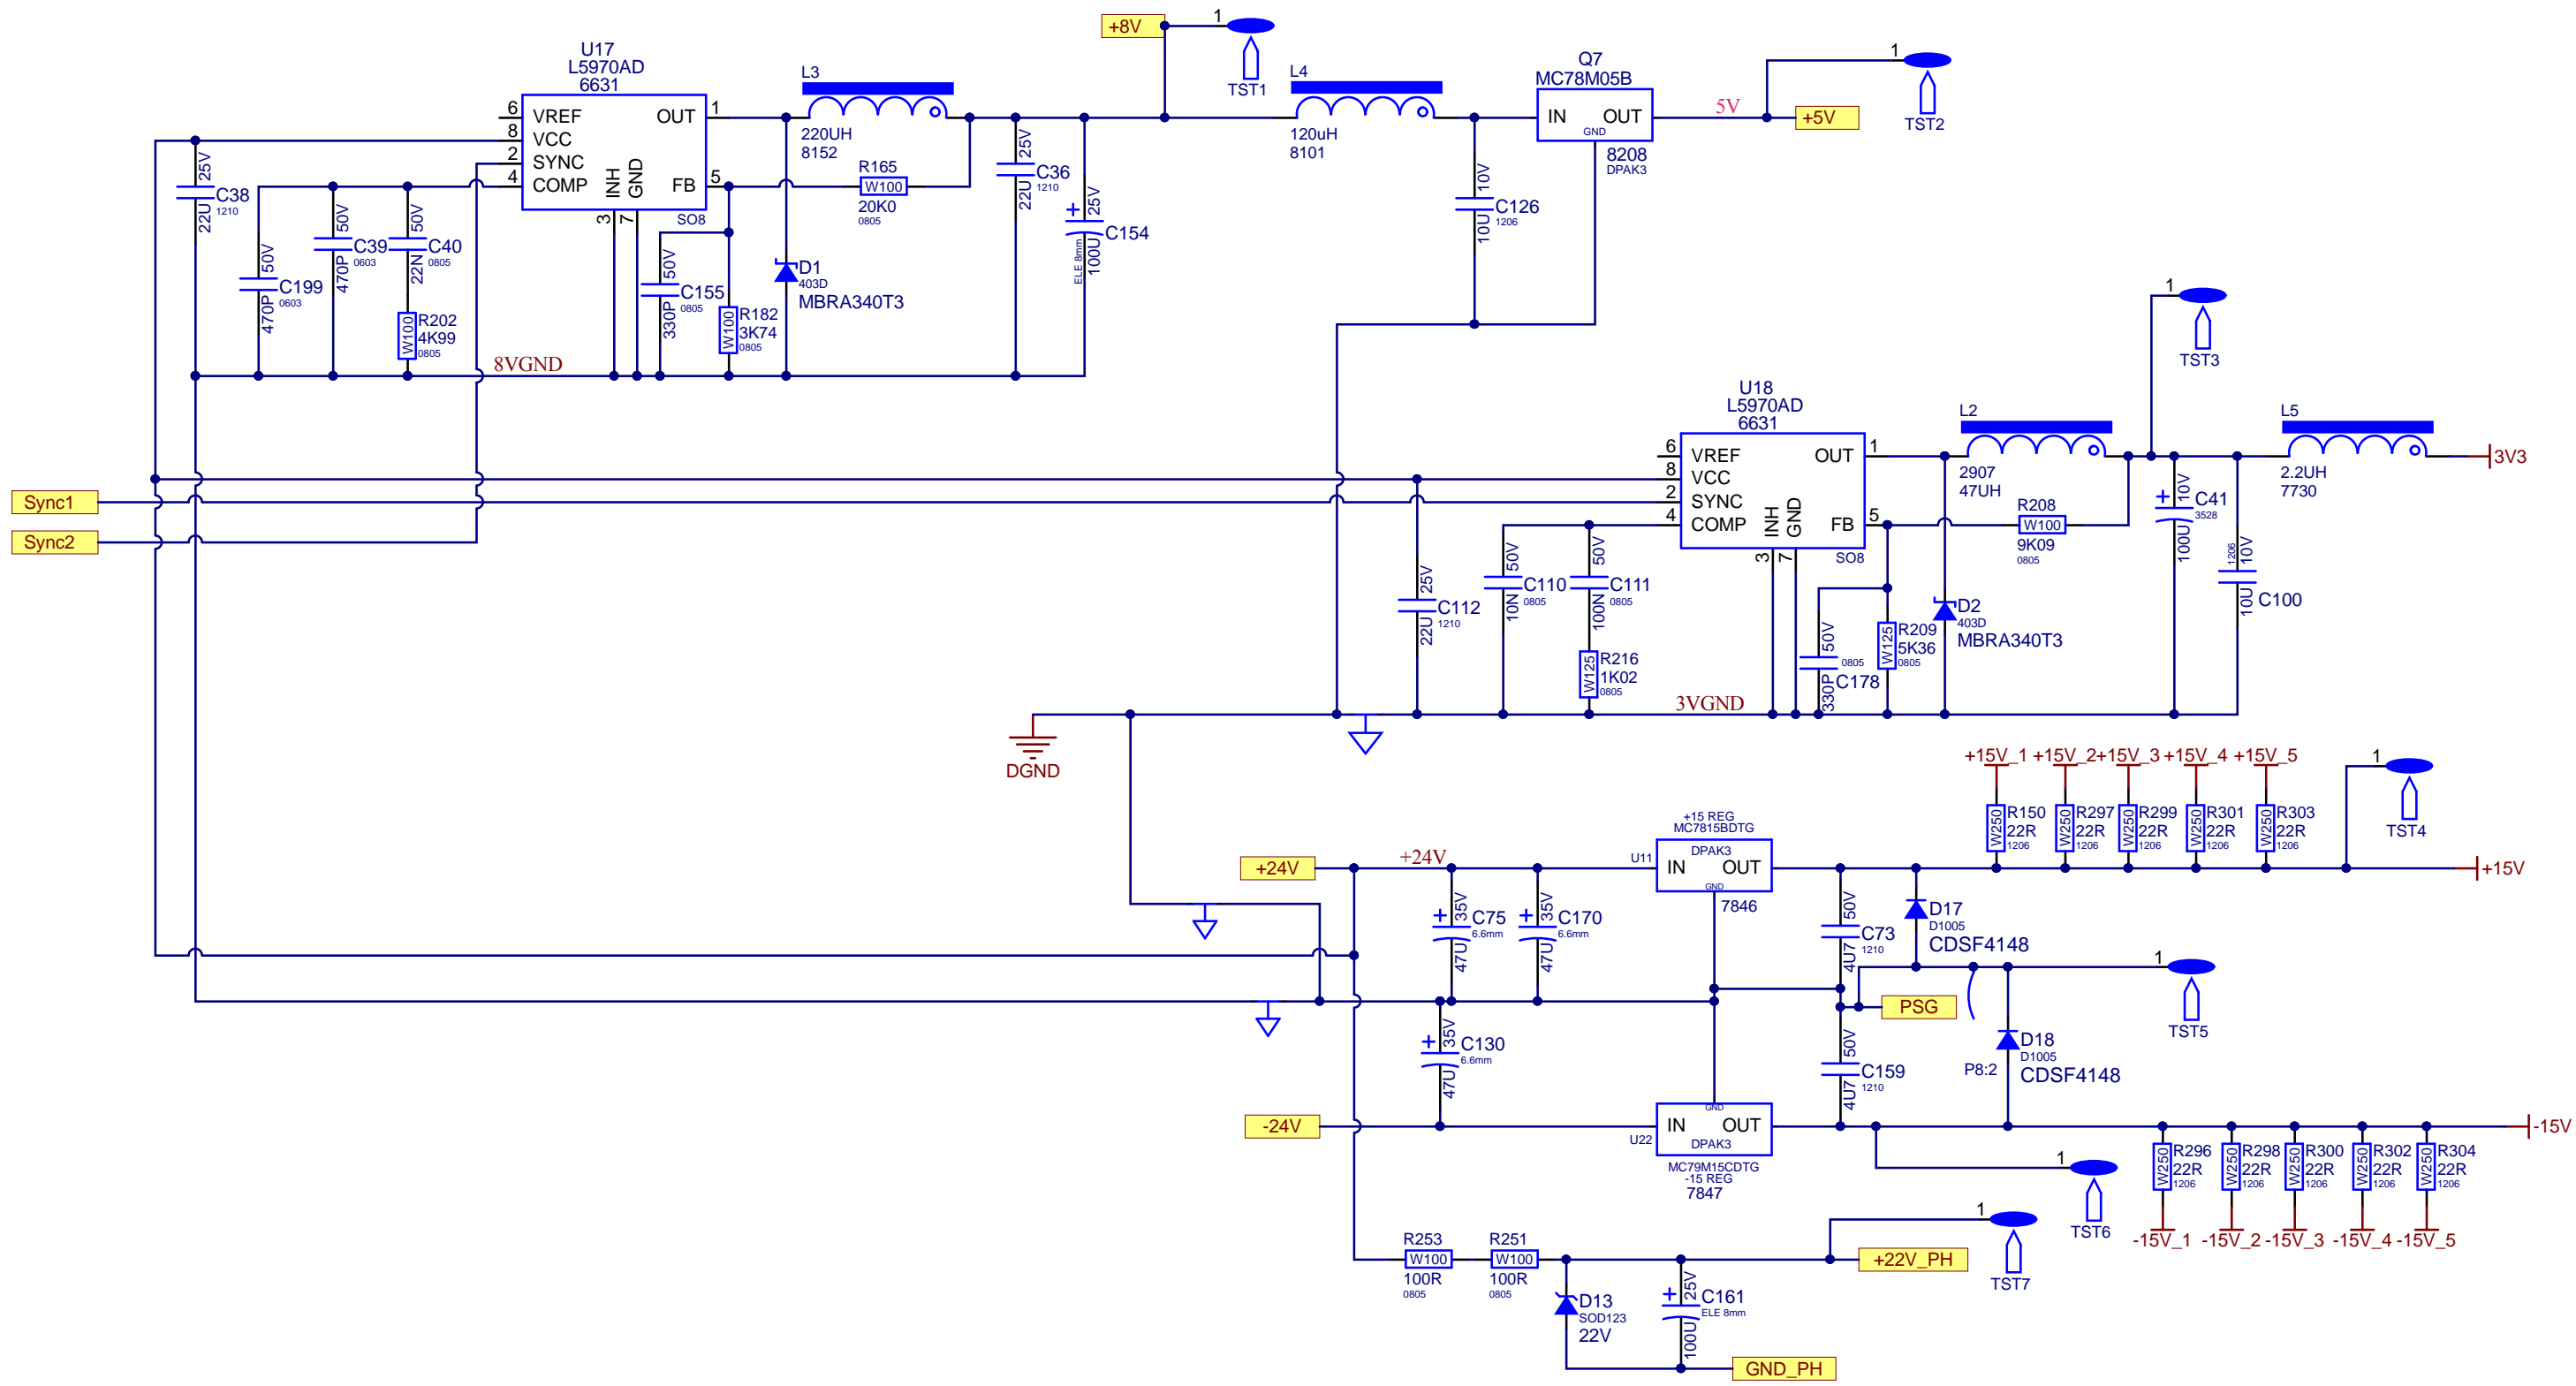 +8V
1
TST1
U17
L5970AD
6631
6 VREF
8 VCC
2 SYNC
4 COMP
OUT 1
FB 5
INH
GND
3
7
SO8
L3
220UH
8152
R165
W100
20K0
0805
25V
C38
1210
22U
50V
C199
0603
470P
50V
C39
0603
470P
50V
C40
0805
22N
W100
R202
4K99
0805
8VGND
50V
C155
0805
330P
W100
R182
3K74
0805
D1
403D
MBRA340T3
25V
C36
1210
22U
25V
C154
ELE 8mm
100U
L4
120uH
8101
10V
C126
1206
10U
Q7
MC78M05B
IN OUT
GND
8208
DPAK3
5V
+5V
1
TST2
1
TST3
Sync1
Sync2
U18
L5970AD
6631
6 VREF
8 VCC
2 SYNC
4 COMP
OUT 1
FB 5
INH
GND
3
7
SO8
L2
2907
47UH
R208
W100
9K09
0805
L5
2.2UH
7730
3V3
10V
C41
3528
100U
1206
10V
C100
10U
25V
C112
1210
22U
50V
C110
0805
10N
50V
C111
0805
100N
W125
R216
1K02
0805
50V
0805
C178
330P
W125
R209
5K36
0805
D2
403D
MBRA340T3
3VGND
DGND
+15V_1 +15V_2 +15V_3 +15V_4 +15V_5
W250 R150 22R 1206
W250 R297 22R 1206
W250 R299 22R 1206
W250 R301 22R 1206
W250 R303 22R 1206
1
TST4
+15V
+24V
+24V
+15 REG
MC7815BDTG
U11
DPAK3
IN OUT
GND
7846
35V
C75
6.6mm
47U
35V
C170
6.6mm
47U
50V
C73
1210
4U7
D17
D1005
CDSF4148
1
TST5
PSG
35V
C130
6.6mm
47U
50V
C159
1210
4U7
P8:2
D18
D1005
CDSF4148
-24V
U22
GND
IN OUT
DPAK3
MC79M15CDTG
-15 REG
7847
-15V
1
TST6
W250 R296 22R 1206
W250 R298 22R 1206
W250 R300 22R 1206
W250 R302 22R 1206
W250 R304 22R 1206
-15V_1 -15V_2 -15V_3 -15V_4 -15V_5
R253
W100
100R
0805
R251
W100
100R
0805
D13
SOD123
22V
25V
C161
ELE 8mm
100U
+22V_PH
1
TST7
GND_PH